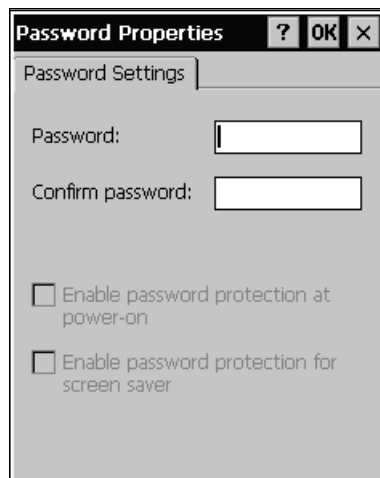 Password Properties ? OK ×
Password Settings
Password:
Confirm password:
Enable password protection at
power-on
Enable password protection for
screen saver